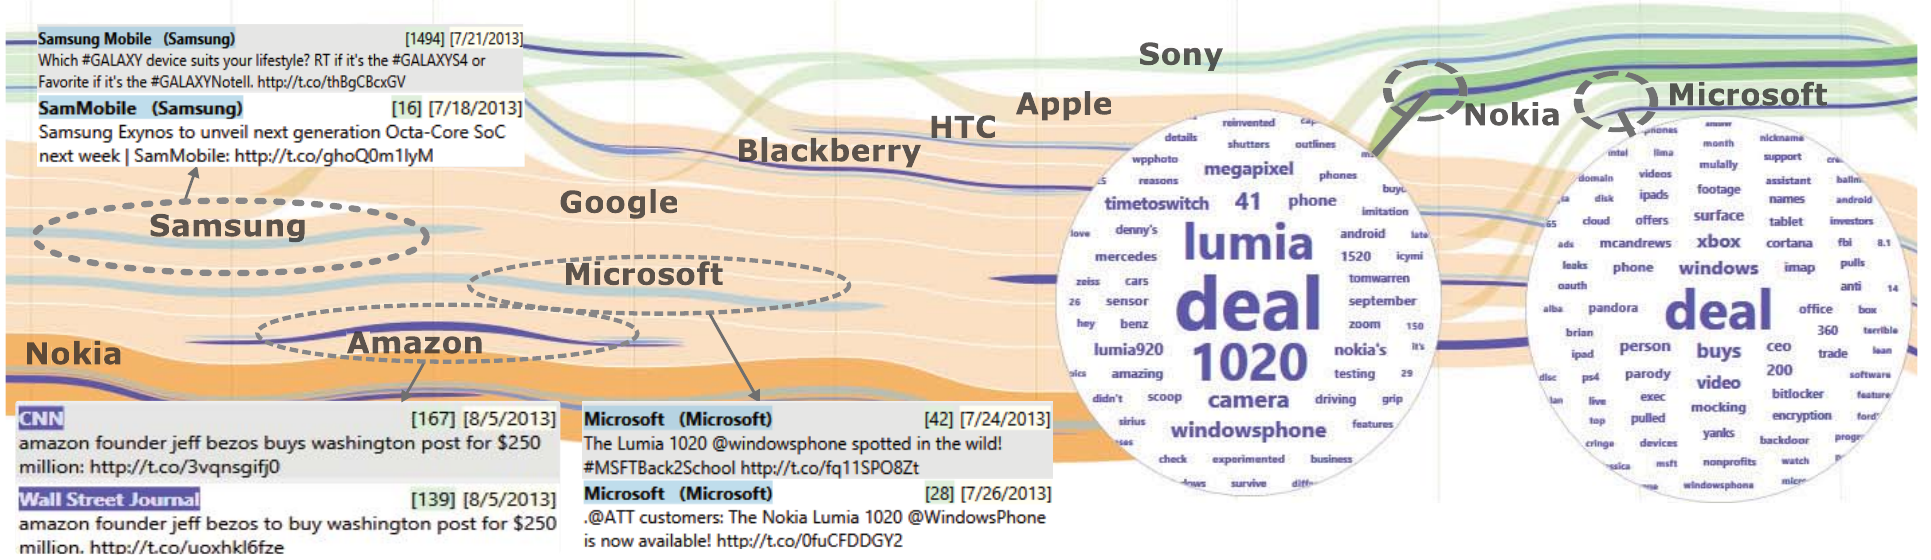 Samsung Mobile (Samsung) [1494] [7/21/2013]
Which #GALAXY device suits your lifestyle? RT if it's the #GALAXYS4 or
Favorite if it's the #GALAXYNoteII. http://t.co/thBgCBcxGV
SamMobile (Samsung) [16] [7/18/2013]
Samsung Exynos to unveil next generation Octa-Core SoC
next week | SamMobile: http://t.co/ghoQ0m1lyM
Sony
Apple
HTC
Blackberry
Google
Samsung
Microsoft
Amazon
Nokia
Nokia
Microsoft
CNN [167] [8/5/2013]
amazon founder jeff bezos buys washington post for $250
million: http://t.co/3vqnsgifj0
Wall Street Journal [139] [8/5/2013]
amazon founder jeff bezos to buy washington post for $250
million. http://t.co/uoxhkl6fze
Microsoft (Microsoft) [42] [7/24/2013]
The Lumia 1020 @windowsphone spotted in the wild!
#MSFTBack2School http://t.co/fq11SPO8Zt
Microsoft (Microsoft) [28] [7/26/2013]
.@ATT customers: The Nokia Lumia 1020 @WindowsPhone
is now available! http://t.co/0fuCFDDGY2
reinvented
details shutters outlines
wpphoto megapixel phones
reasons
timetoswitch 41 phone imitation
love denny's lumia android late
mercedes 1520 icymi
zeiss cars deal tomwarren
26 sensor september
hey benz zoom 150
lumia920 1020 nokia's it's
amazing testing 29
didn't scoop camera driving grip
sirius windowsphone features
check experimented business
survive
answer
month nickname
intel lima mulally support
domain videos assistant
disk ipads footage names android
cloud offers surface tablet investors
ads mcandrews xbox cortana fbi 8.1
leaks phone windows imap pulls
oauth anti 14
alba pandora deal office box
brian 360 terrible
ipad person buys ceo trade lean
disc ps4 parody 200 software
live exec video bitlocker feature
top pulled mocking encryption
cringe devices yanks backdoor
msft nonprofits watch
windowsphone